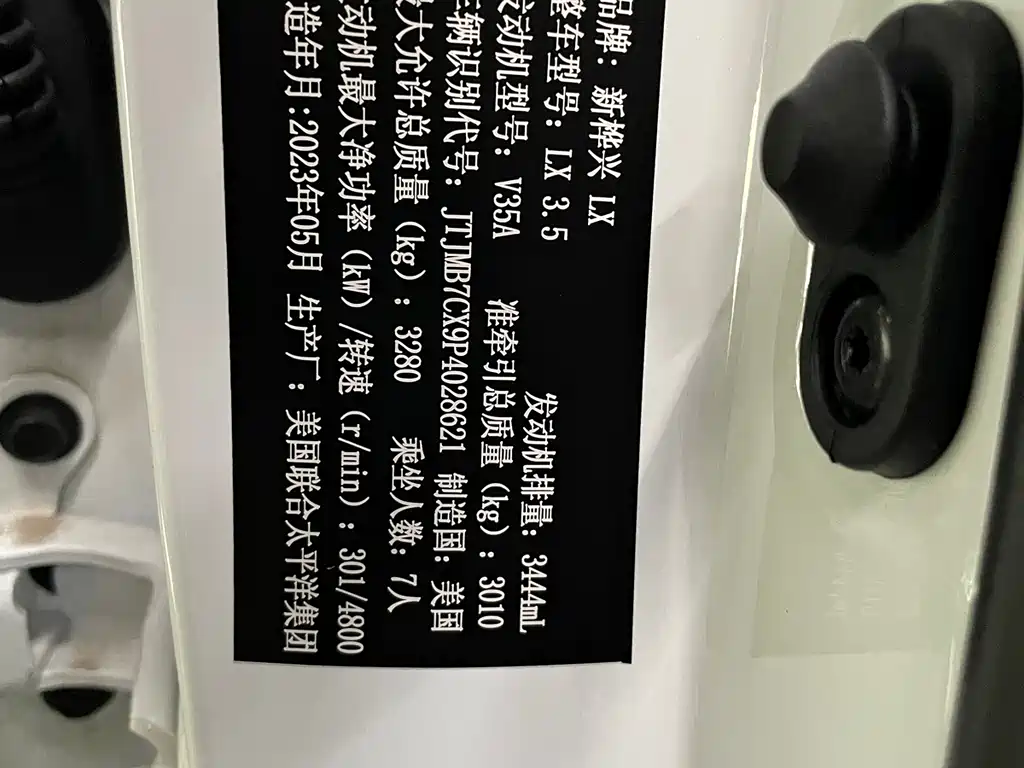 品牌：新桦兴 LX
整车型号：LX 3.5
发动机排量：3444mL
发动机型号：V35A 准牵引总质量（kg）：3010
车辆识别代号：JTJMB7CX9P4028621 制造国：美国
最大允许总质量（kg）：3280 乘坐人数：7人
发动机最大净功率（kW）/转速（r/min）：301/4800
造年月：2023年05月 生产厂：美国联合太平洋集团